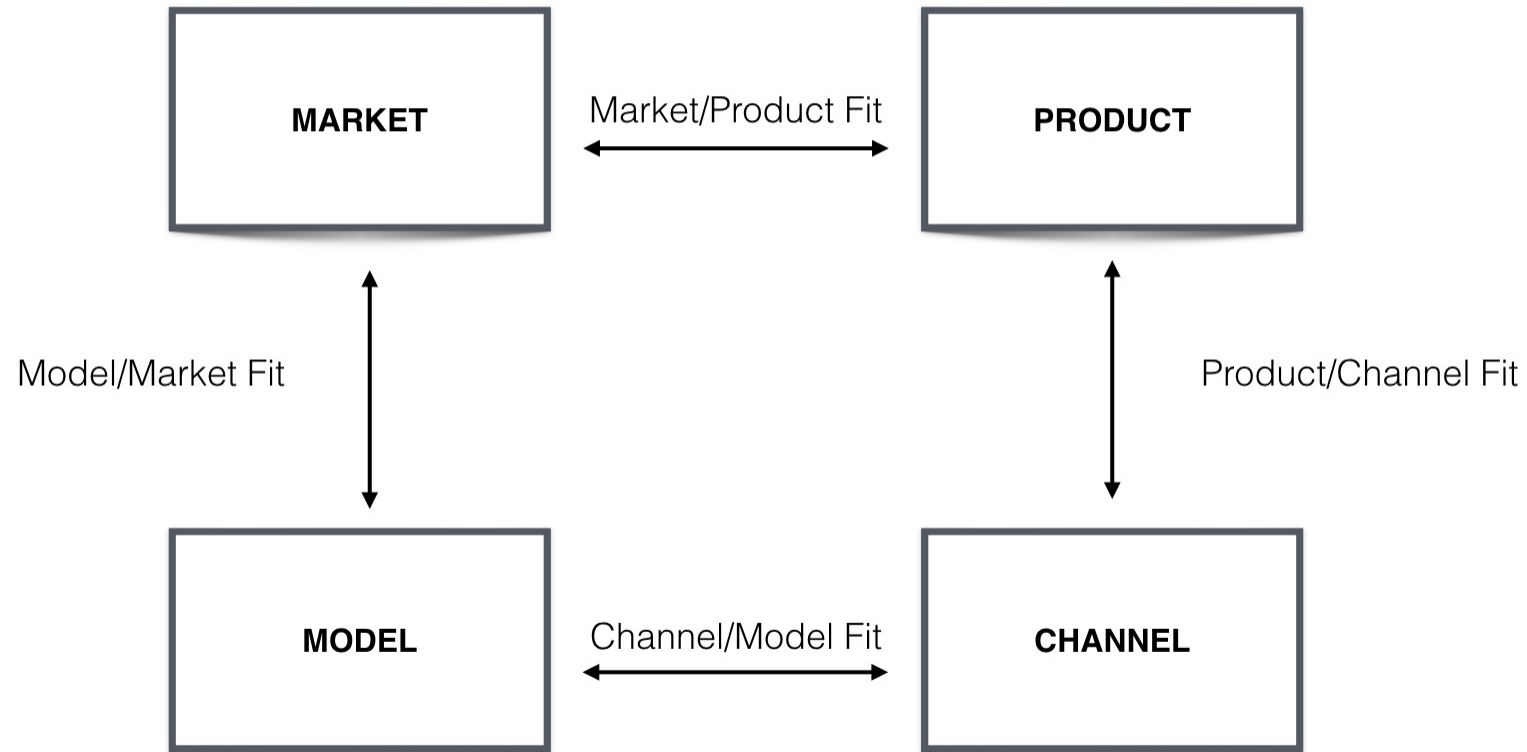 MARKET
Market/Product Fit
PRODUCT
Model/Market Fit
Product/Channel Fit
MODEL
Channel/Model Fit
CHANNEL